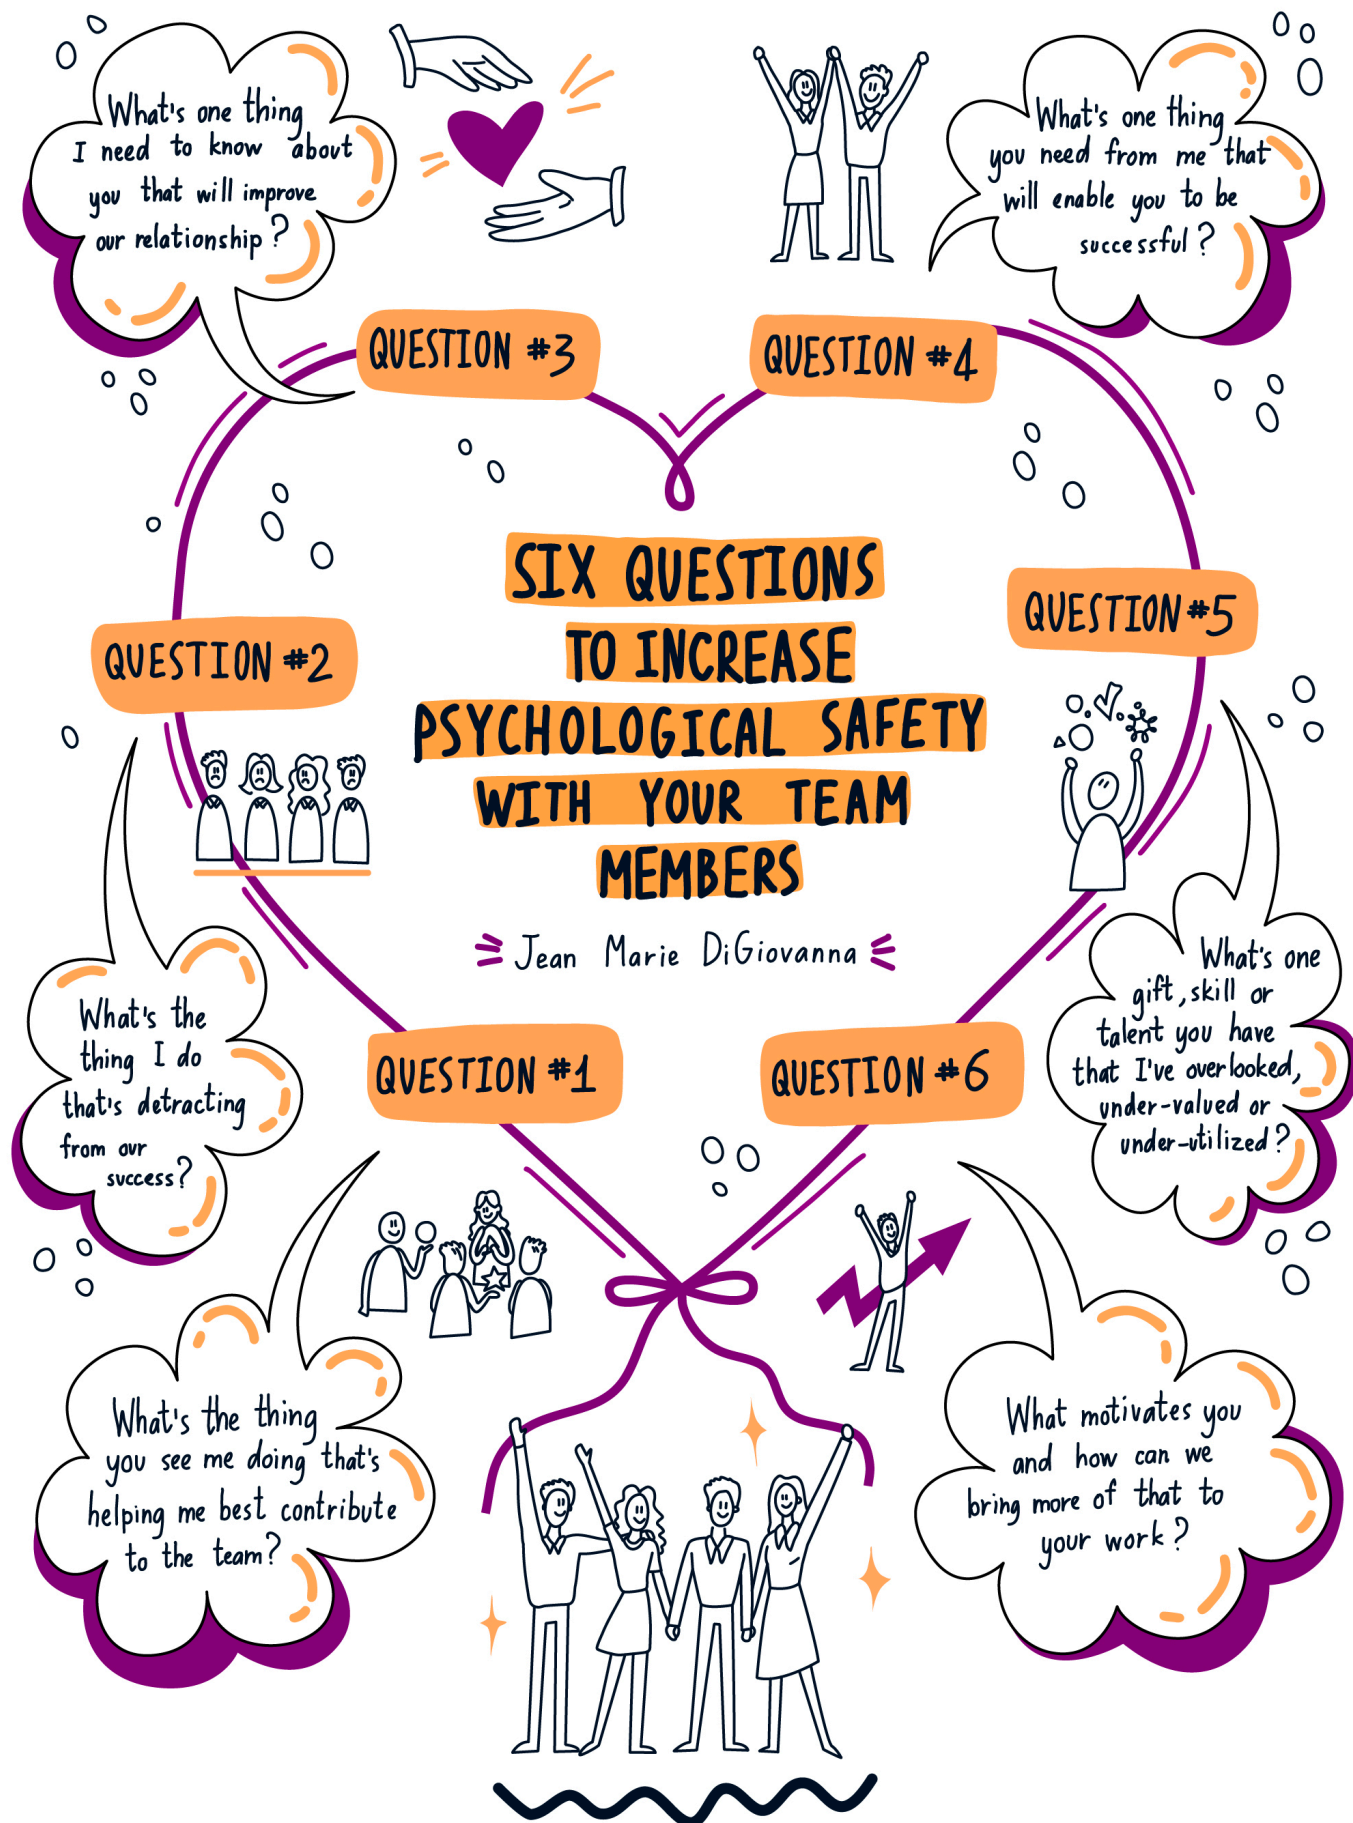 SIX QUESTIONS
TO INCREASE
PSYCHOLOGICAL SAFETY
WITH YOUR TEAM
MEMBERS
Jean Marie DiGiovanna
QUESTION #1
What's the thing
you see me doing that's
helping me best contribute
to the team?
QUESTION #2
What's the
thing I do
that's detracting
from our
success?
QUESTION #3
What's one thing
I need to know about
you that will improve
our relationship?
QUESTION #4
What's one thing
you need from me that
will enable you to be
successful?
QUESTION #5
What's one
gift, skill or
talent you have
that I've overlooked,
under-valued or
under-utilized?
QUESTION #6
What motivates you
and how can we
bring more of that to
your work?